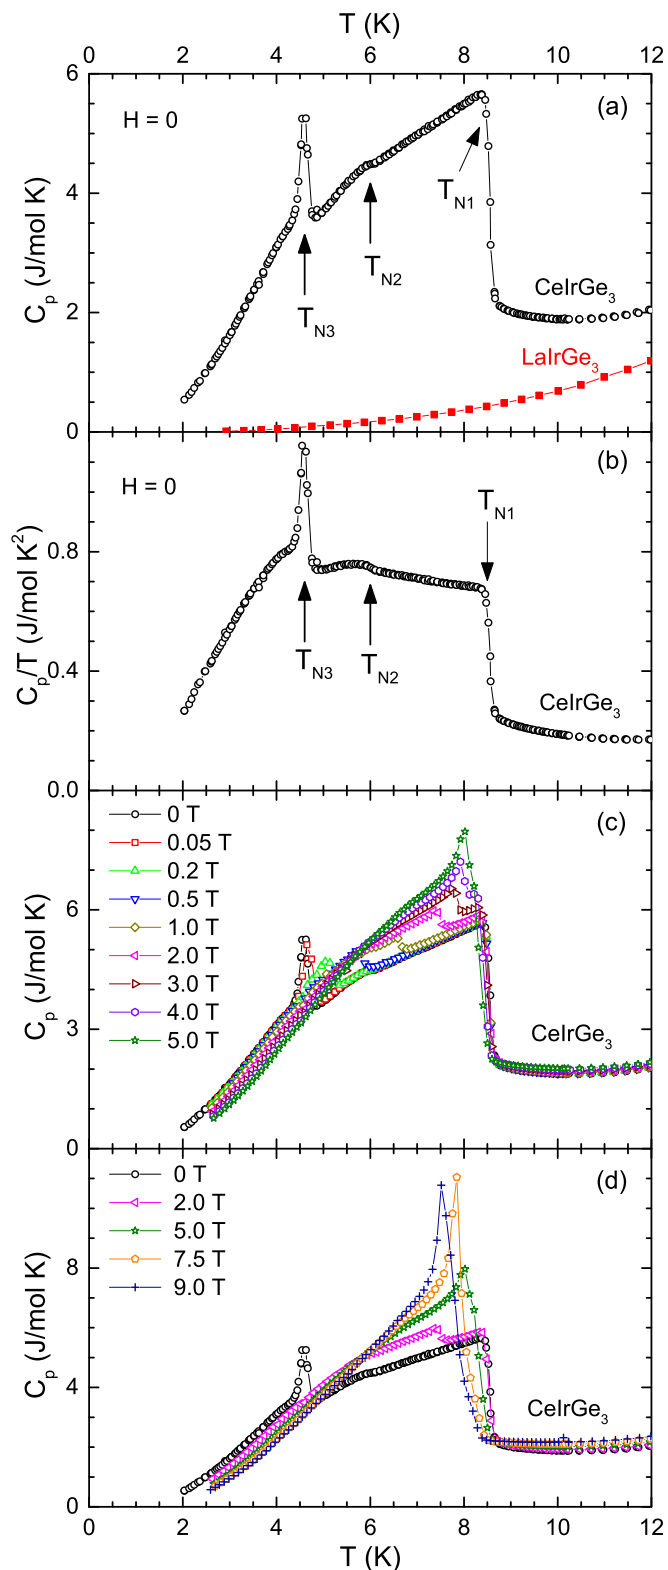 T (K)
0 2 4 6 8 10 12
6
4
2
0
C_p (J/mol K)
H = 0
(a)
T_N1
T_N2
T_N3
CeIrGe_3
LaIrGe_3
0.8
0.4
0.0
C_p/T (J/mol K^2)
H = 0
(b)
T_N1
T_N3
T_N2
CeIrGe_3
6
3
0
C_p (J/mol K)
0 T
0.05 T
0.2 T
0.5 T
1.0 T
2.0 T
3.0 T
4.0 T
5.0 T
(c)
CeIrGe_3
8
4
0
C_p (J/mol K)
0 T
2.0 T
5.0 T
7.5 T
9.0 T
(d)
CeIrGe_3
0 2 4 6 8 10 12
T (K)